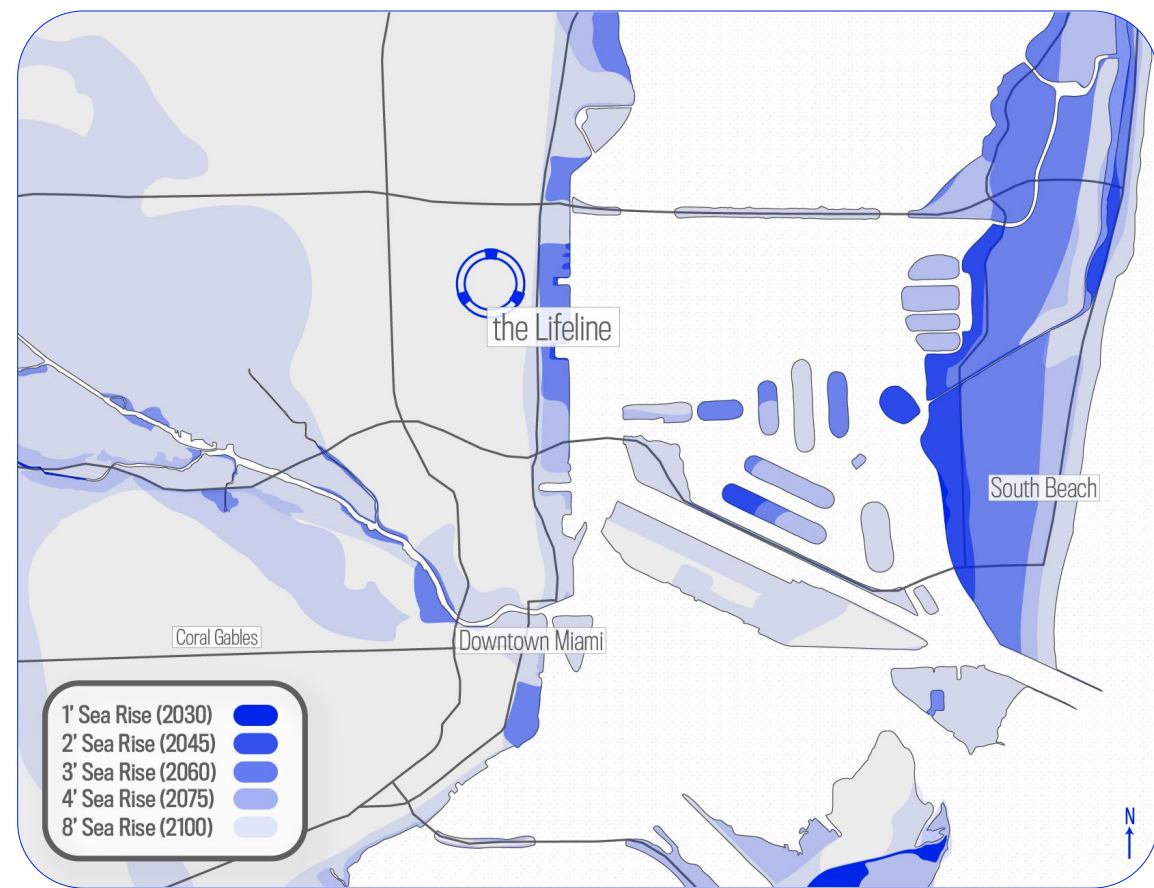 the Lifeline
South Beach
Coral Gables
Downtown Miami
1' Sea Rise (2030)
2' Sea Rise (2045)
3' Sea Rise (2060)
4' Sea Rise (2075)
8' Sea Rise (2100)
N